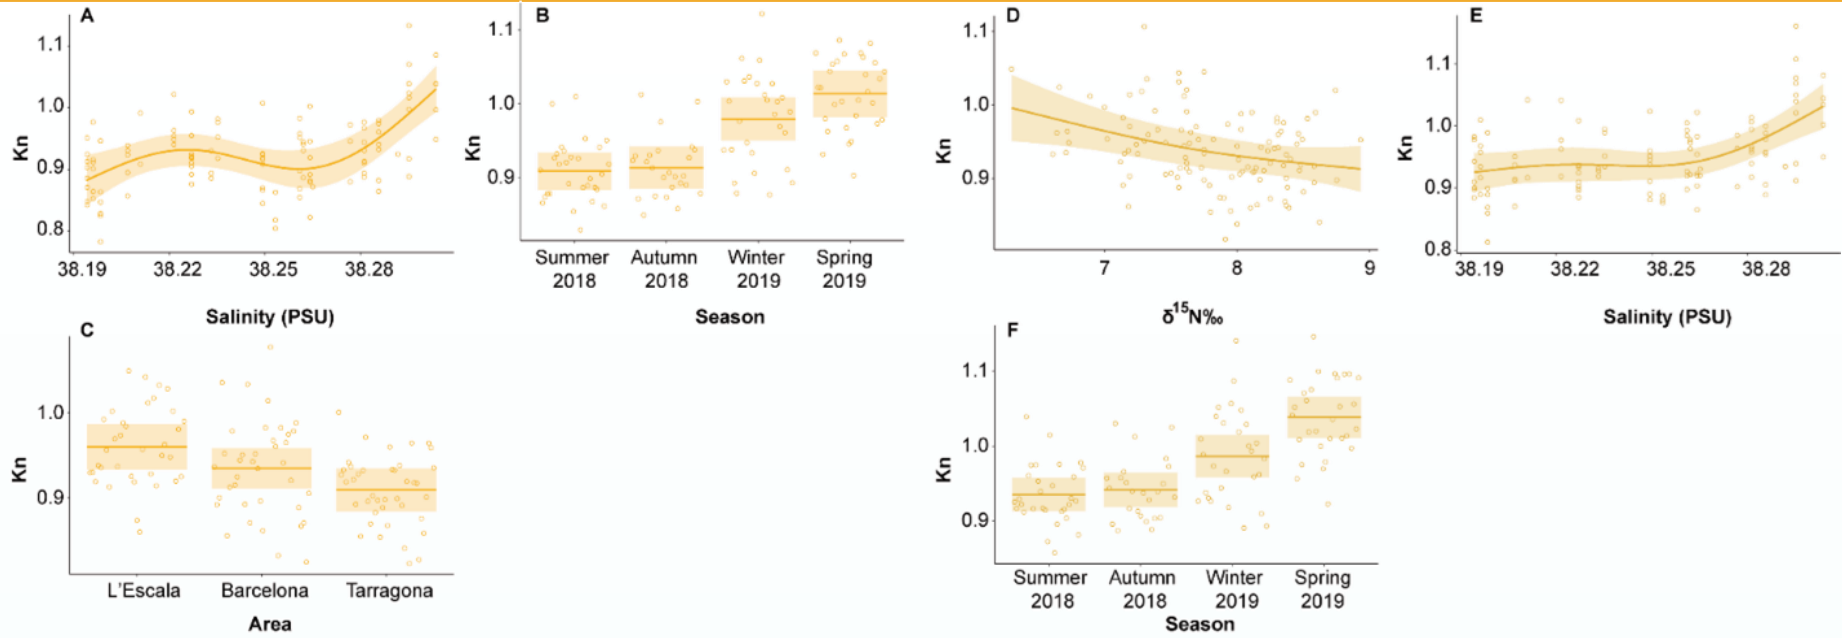 A
Kn
1.1
1.0
0.9
0.8
38.19 38.22 38.25 38.28
Salinity (PSU)
B
Kn
1.1
1.0
0.9
Summer 2018 Autumn 2018 Winter 2019 Spring 2019
Season
D
Kn
1.1
1.0
0.9
7 8 9
δ15N‰
E
Kn
1.1
1.0
0.9
0.8
38.19 38.22 38.25 38.28
Salinity (PSU)
C
Kn
1.0
0.9
L'Escala Barcelona Tarragona
Area
F
Kn
1.1
1.0
0.9
Summer 2018 Autumn 2018 Winter 2019 Spring 2019
Season